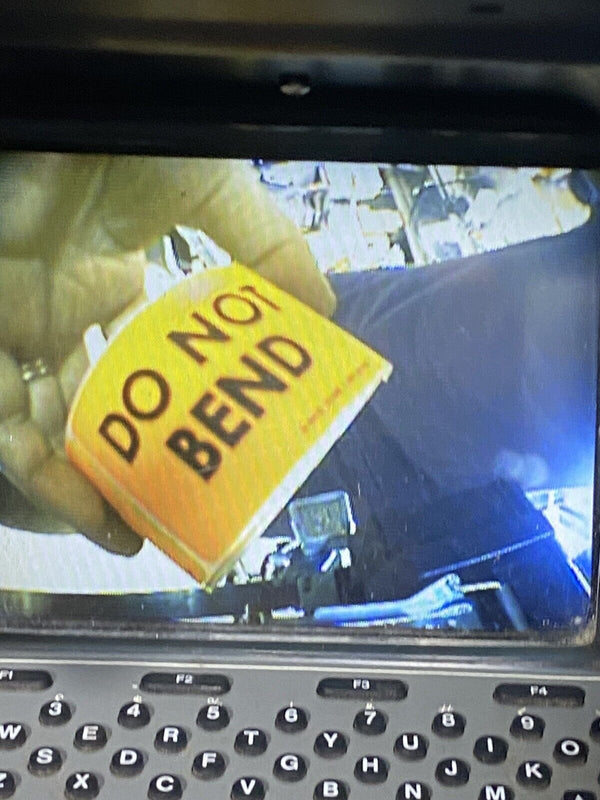 DO NOT
BEND
F1 F2 F3 F4
3 4 5 6 7 8 9
W E R T Y U I O
S D F G H J K
Z X C V B N M